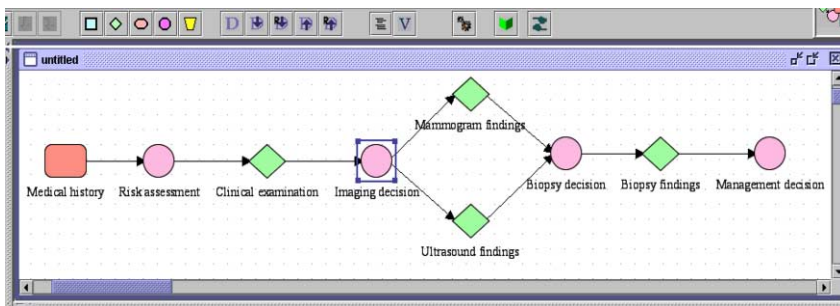 D R R V
untitled
Mammogram findings
Medical history Risk assessment Clinical examination Imaging decision Biopsy decision Biopsy findings Management decision
Ultrasound findings